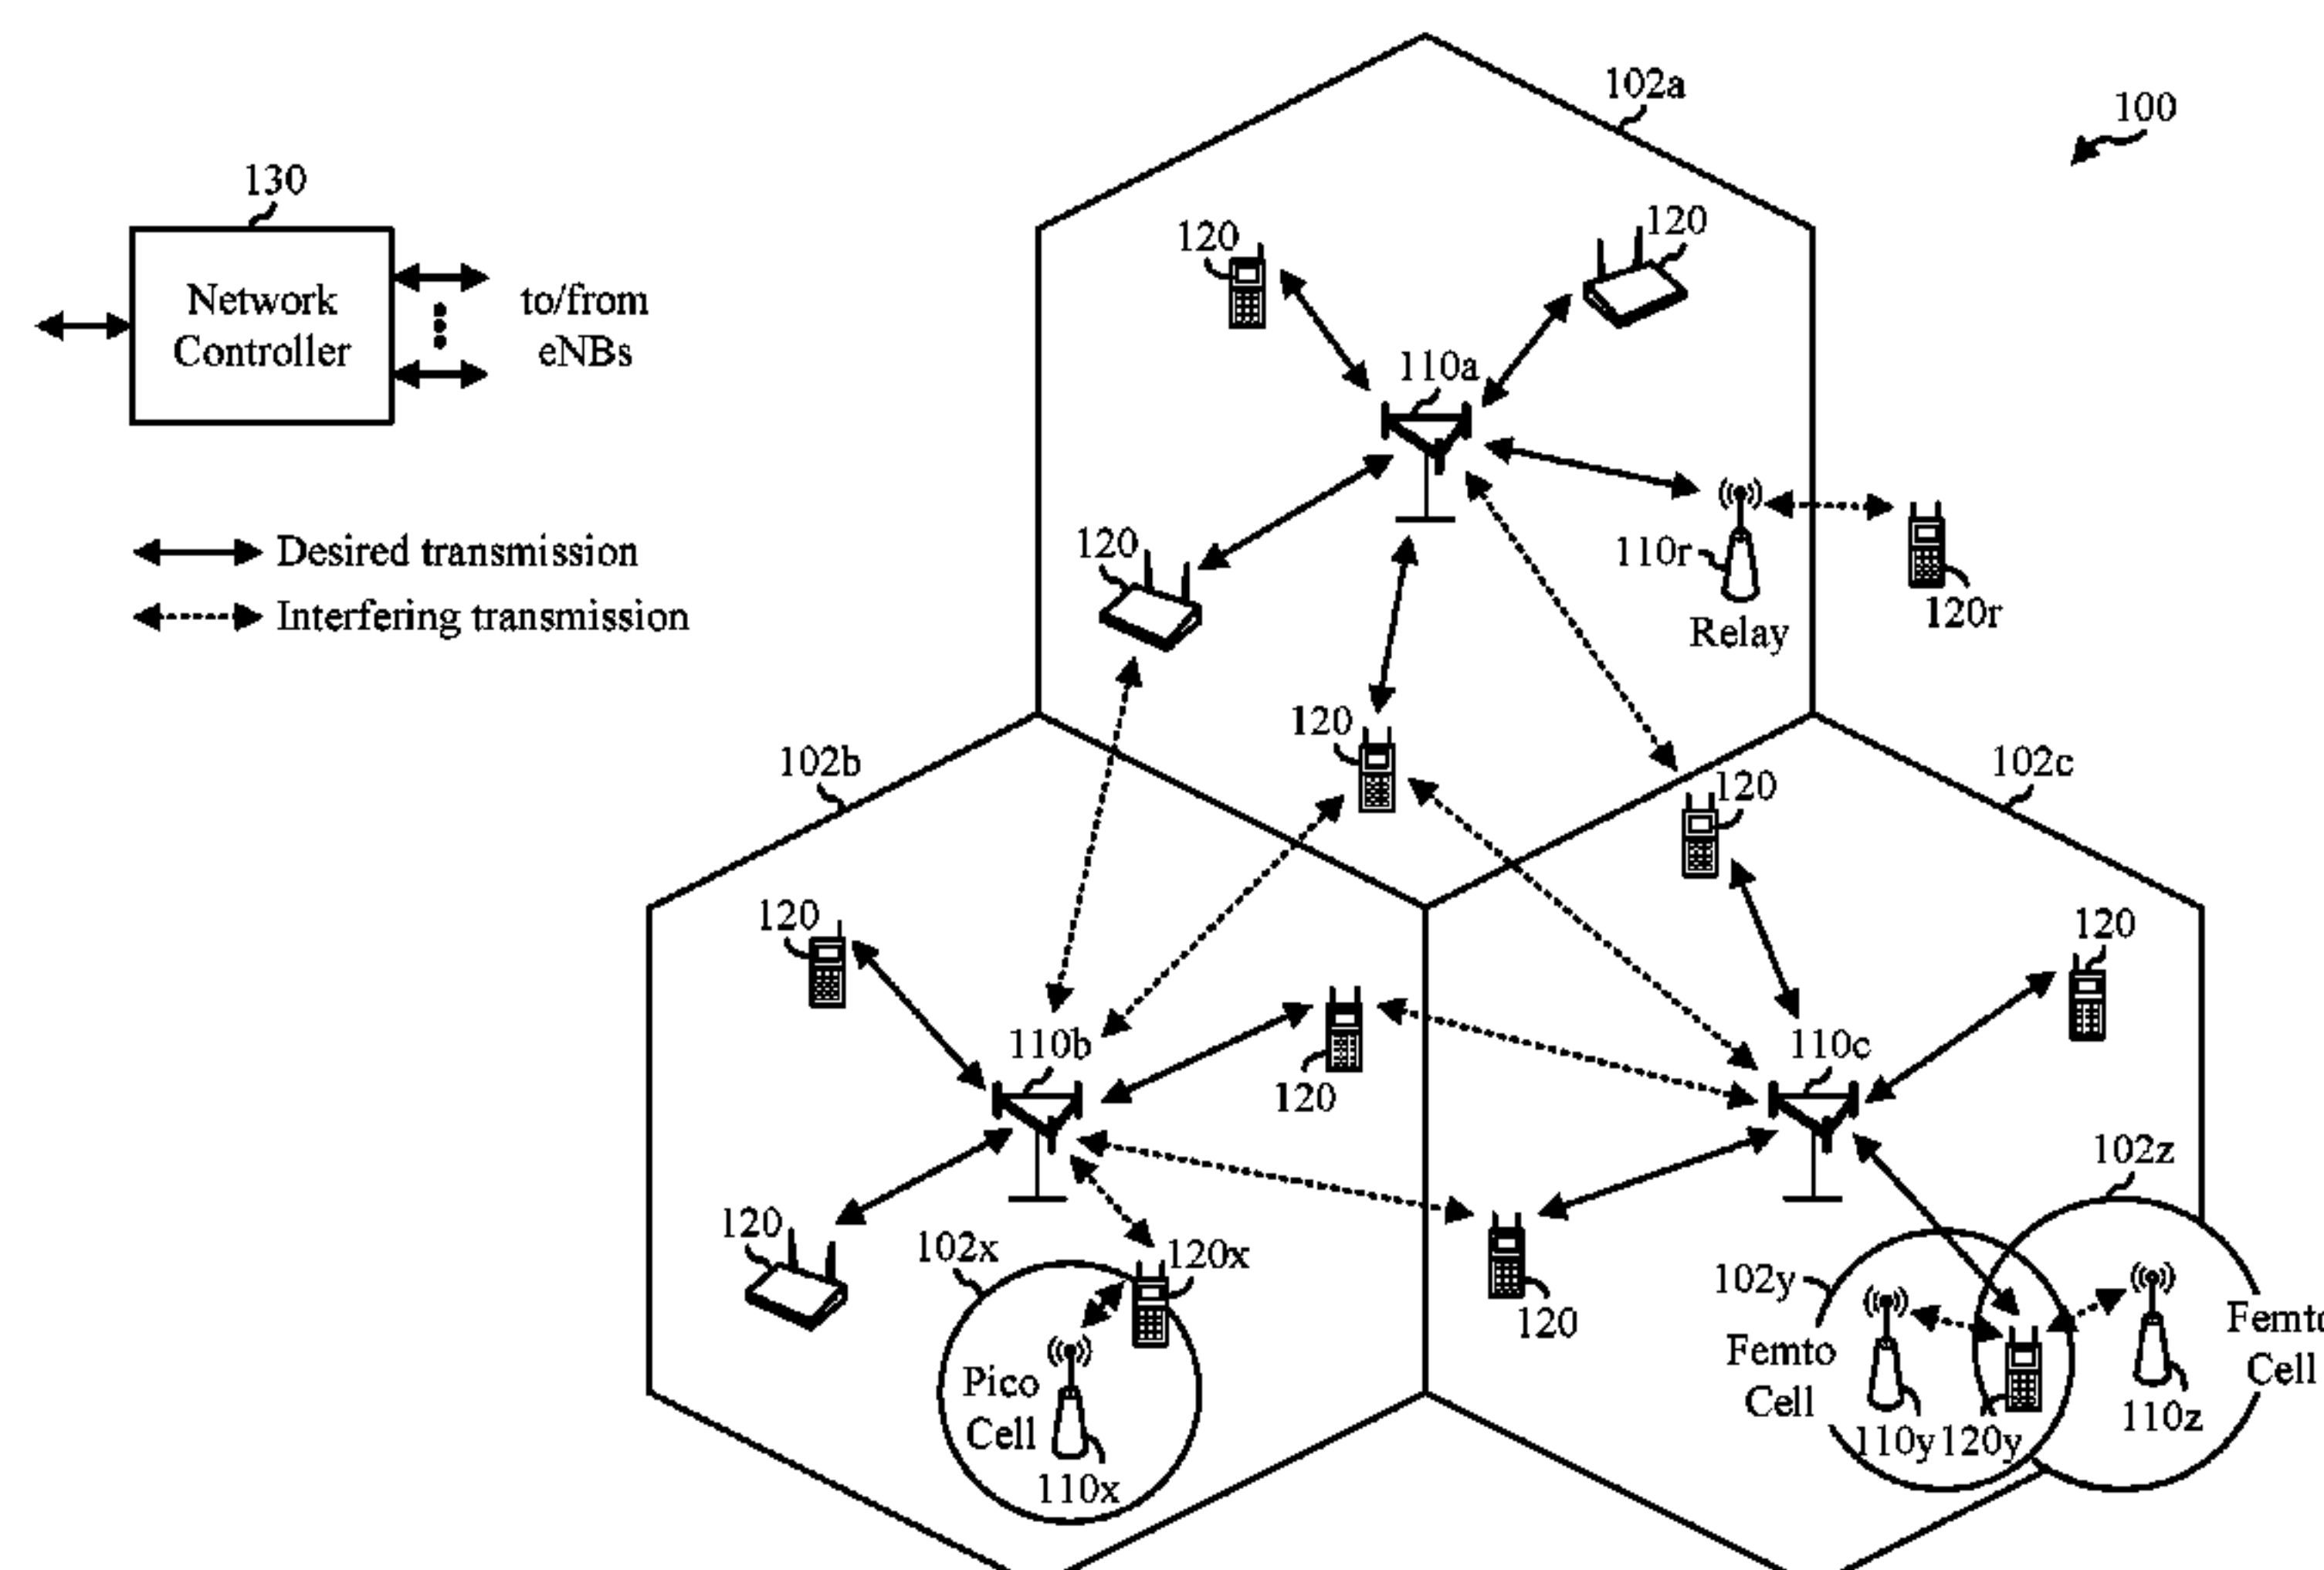 102a
100
130
120
120
Network
Controller
to/from
eNBs
110a
Desired transmission
Interfering transmission
120
110r
Relay
120r
120
102b
102c
120
120
120
110b
120
110c
102z
120
102x
120x
120
102y
Femto
Cell
Femto
Cell
Pico
Cell
110x
110y
120y
110z